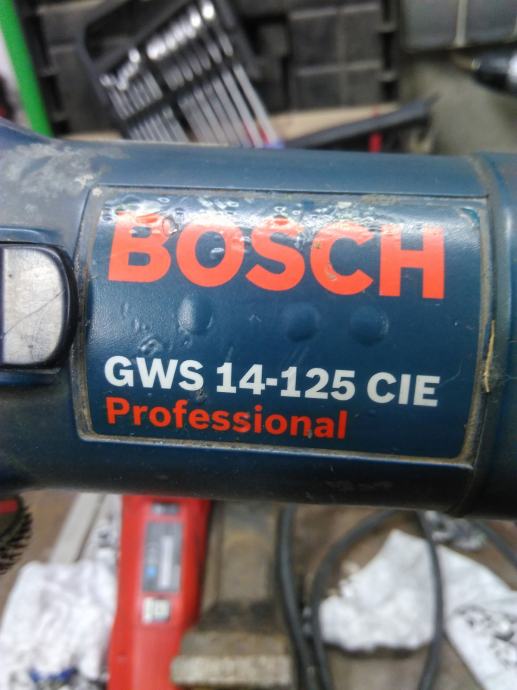 BOSCH
GWS 14-125 CIE
Professional